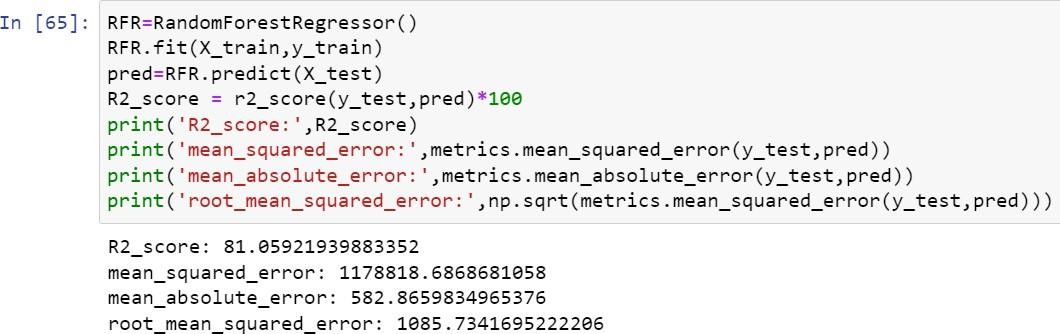 In [65]: RFR=RandomForestRegressor()
RFR.fit(X_train,y_train)
pred=RFR.predict(X_test)
R2_score = r2_score(y_test,pred)*100
print('R2_score:',R2_score)
print('mean_squared_error:',metrics.mean_squared_error(y_test,pred))
print('mean_absolute_error:',metrics.mean_absolute_error(y_test,pred))
print('root_mean_squared_error:',np.sqrt(metrics.mean_squared_error(y_test,pred)))
R2_score: 81.05921939883352
mean_squared_error: 1178818.6868681058
mean_absolute_error: 582.8659834965376
root_mean_squared_error: 1085.7341695222206